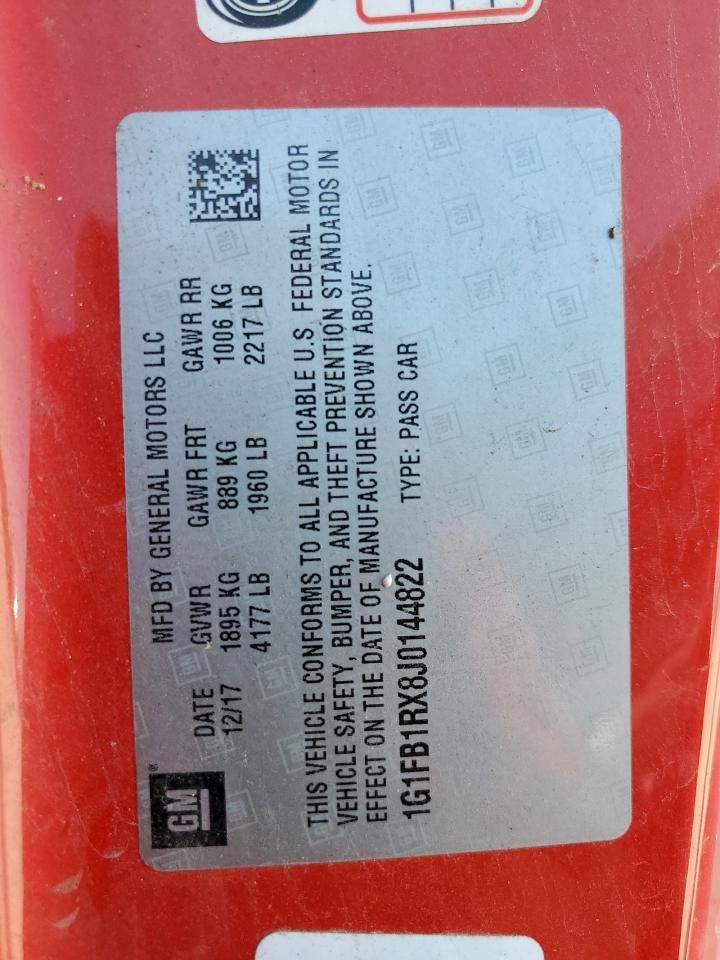 GM®
MFD BY GENERAL MOTORS LLC
DATE GVWR GAWR FRT GAWR RR
12/17 1895 KG 889 KG 1006 KG
4177 LB 1960 LB 2217 LB
THIS VEHICLE CONFORMS TO ALL APPLICABLE U.S. FEDERAL MOTOR
VEHICLE SAFETY, BUMPER, AND THEFT PREVENTION STANDARDS IN
EFFECT ON THE DATE OF MANUFACTURE SHOWN ABOVE.
1G1FB1RX8J0144822 TYPE: PASS CAR